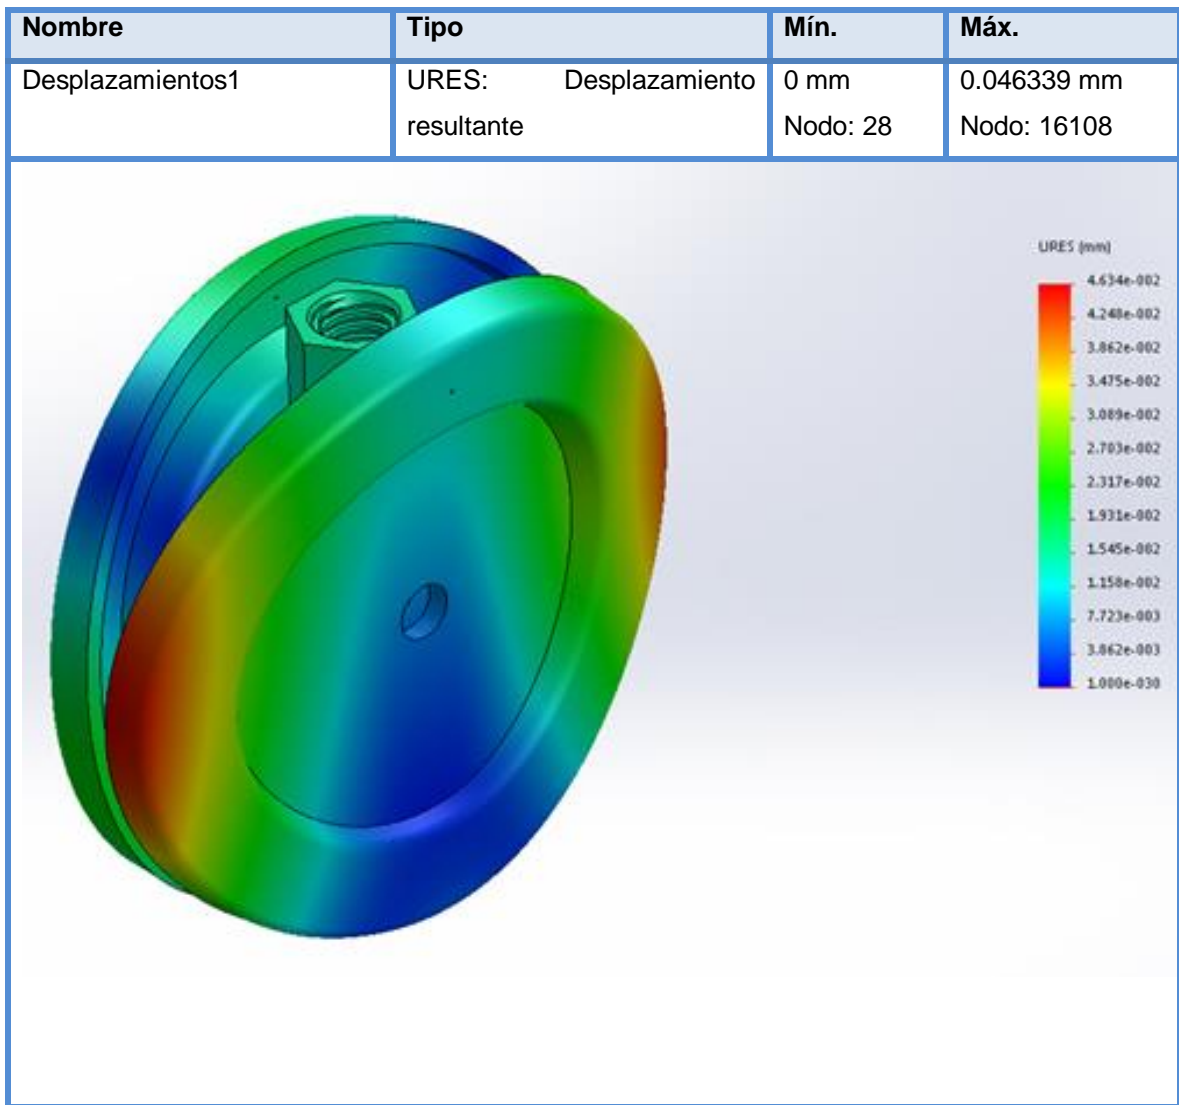 Nombre Tipo Mín. Máx.
Desplazamientos1 URES: Desplazamiento 0 mm 0.046339 mm
resultante Nodo: 28 Nodo: 16108
URES (mm)
4.634e-002
4.248e-002
3.862e-002
3.475e-002
3.089e-002
2.703e-002
2.317e-002
1.931e-002
1.545e-002
1.158e-002
7.723e-003
3.862e-003
1.000e-030